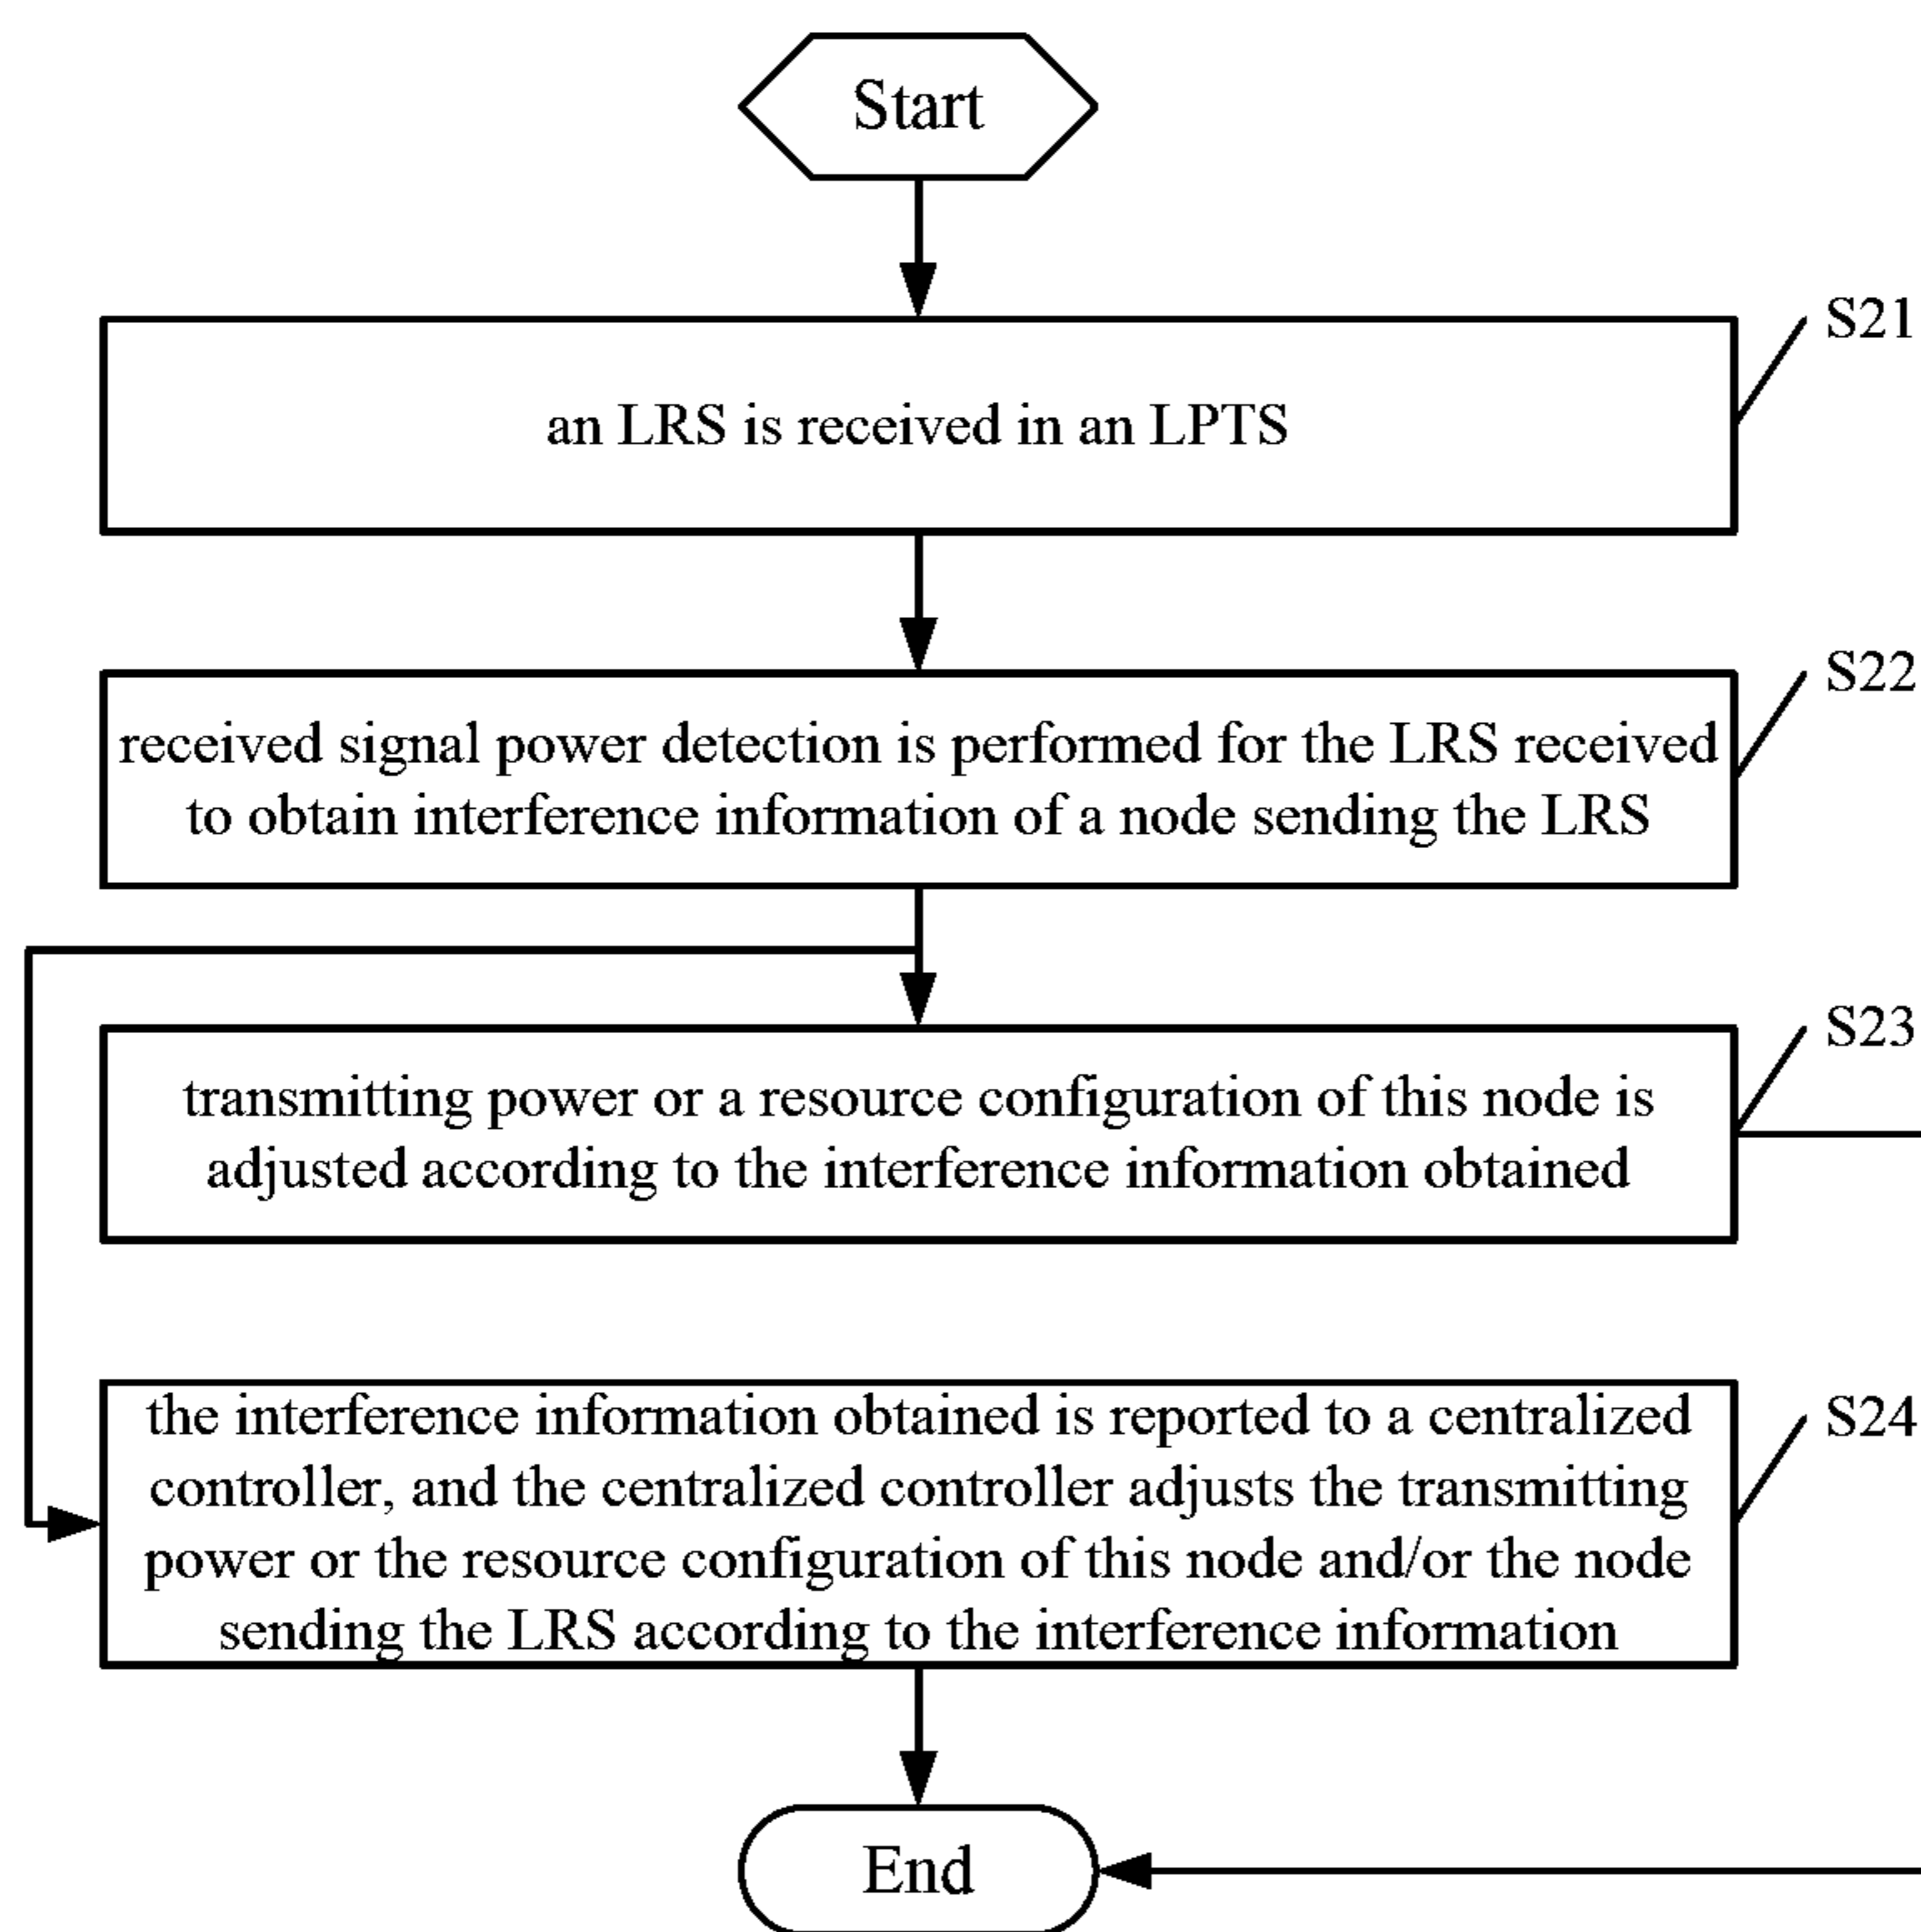 Start
S21
an LRS is received in an LPTS
S22
received signal power detection is performed for the LRS received
to obtain interference information of a node sending the LRS
S23
transmitting power or a resource configuration of this node is
adjusted according to the interference information obtained
S24
the interference information obtained is reported to a centralized
controller, and the centralized controller adjusts the transmitting
power or the resource configuration of this node and/or the node
sending the LRS according to the interference information
End